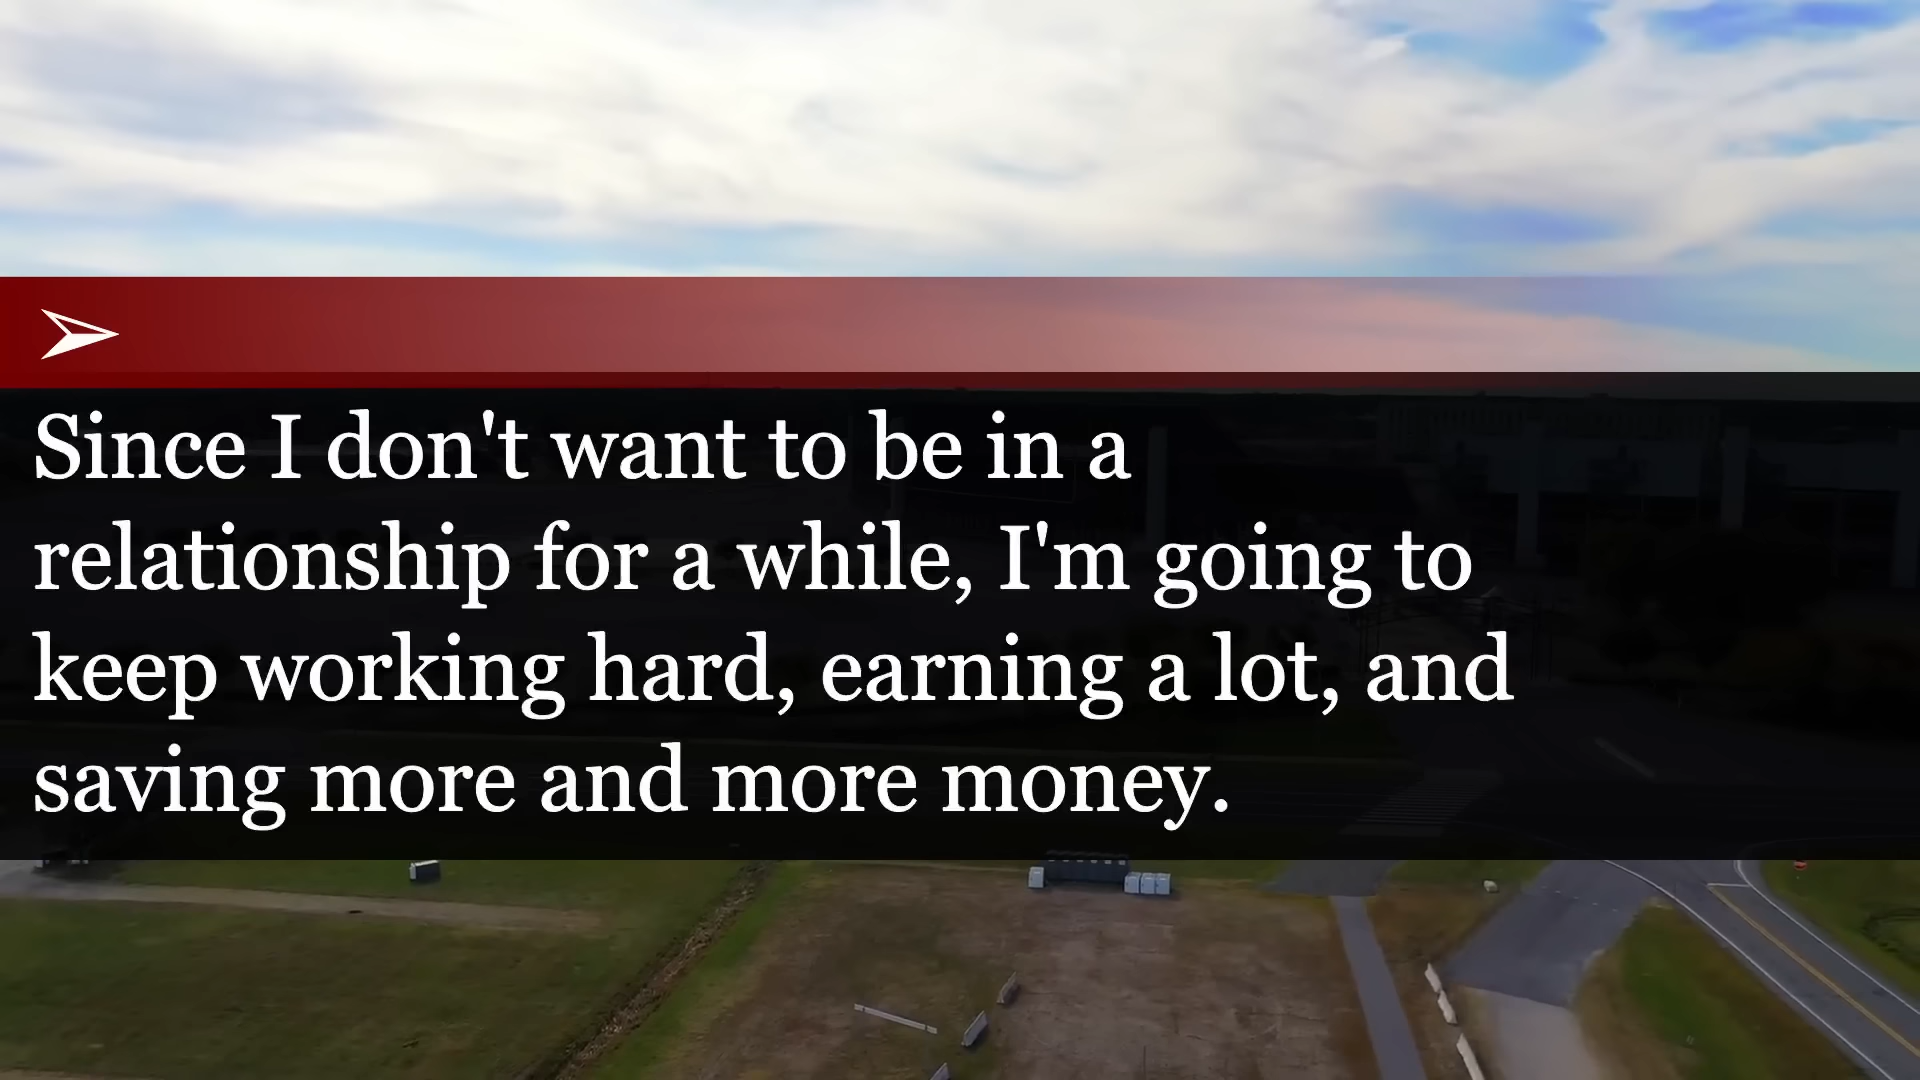 Since I don't want to be in a
relationship for a while, I'm going to
keep working hard, earning a lot, and
saving more and more money.